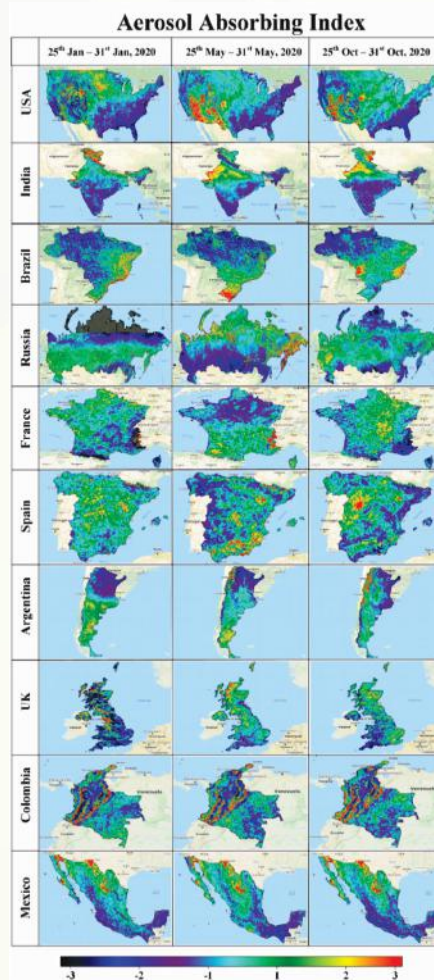 Aerosol Absorbing Index
25th Jan – 31st Jan, 2020
25th May – 31st May, 2020
25th Oct – 31st Oct, 2020
USA
India
Brazil
Russia
France
Spain
Argentina
UK
Colombia
Mexico
-3 -2 -1 0 1 2 3